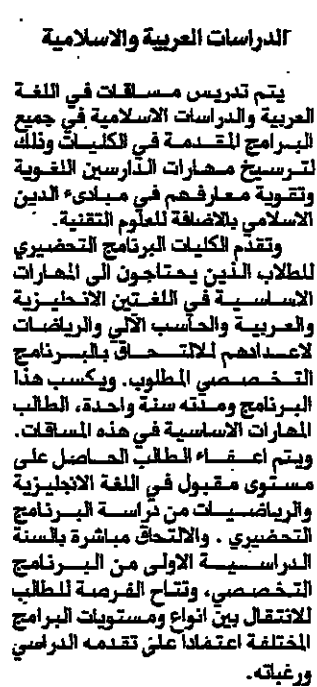 الدراسات العربية والاسلامية
يتم تدريس مساقات في اللغة
العربية والدراسات الاسلامية في جميع
البرامج المقدمة في الكليات وذلك
لترسيخ مهارات الدارسين اللغوية
وتقوية معارفهم في مبادىء الدين
الاسلامي بالاضافة للعلوم التقنية.
وتقدم الكليات البرنامج التحضيري
للطلاب الذين يحتاجون الى المهارات
الاساسية في اللغتين الانجليزية
والعربية والحاسب الآلي والرياضات
لاعدادهم للالتحاق بالبرنامج
التخصصي المطلوب. ويكسب هذا
البرنامج ومدته سنة واحدة، الطالب
المهارات الاساسية في هذه المساقات.
ويتم اعفاء الطالب الحاصل على
مستوى مقبول في اللغة الانجليزية
والرياضيات من دراسة البرنامج
التحضيري . والالتحاق مباشرة بالسنة
الدراسية الاولى من البرنامج
التخصصي، وتتاح الفرصة للطالب
للانتقال بين انواع ومستويات البرامج
المختلفة اعتمادا على تقدمه الدراسي
ورغباته.